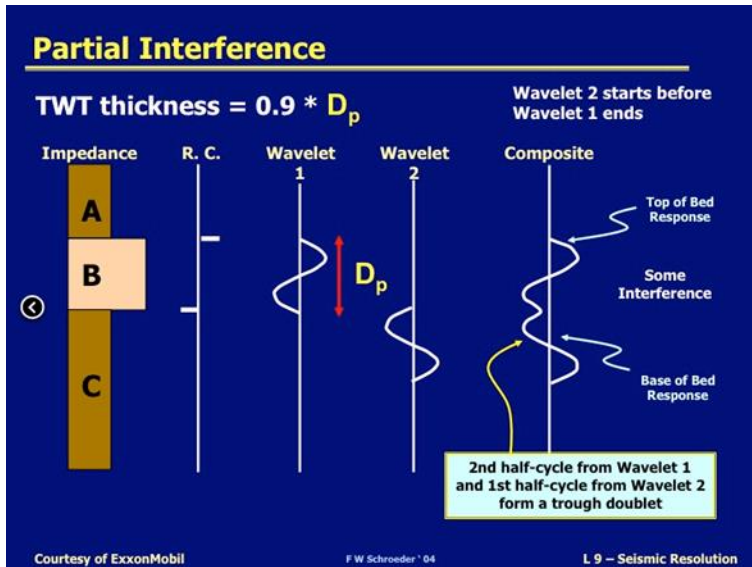 Partial Interference
TWT thickness = 0.9 * Dp
Wavelet 2 starts before
Wavelet 1 ends
Impedance
R. C.
Wavelet
1
Wavelet
2
Composite
A
B
C
Dp
Top of Bed
Response
Some
Interference
Base of Bed
Response
2nd half-cycle from Wavelet 1
and 1st half-cycle from Wavelet 2
form a trough doublet
Courtesy of ExxonMobil
F W Schroeder ' 04
L 9 – Seismic Resolution